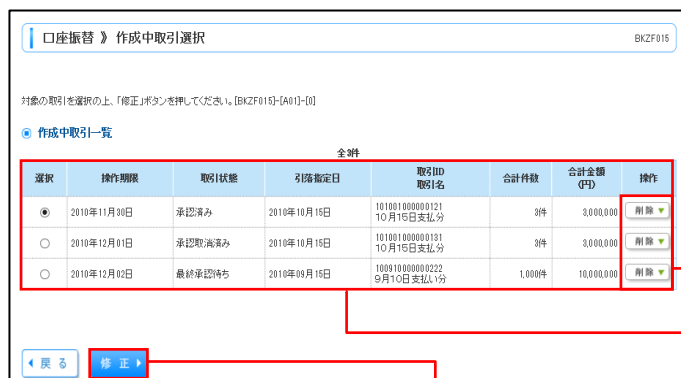 口座振替 》 作成中取引選択
BKZF015
対象の取引を選択の上、「修正」ボタンを押してください。[BKZF015]-[A01]-[0]
作成中取引一覧
全3件
選択 操作期限 取引状態 引落指定日 取引ID 取引名 合計件数 合計金額(円) 操作
2010年11月30日 承認済み 2010年10月15日 101001000000121 10月15日支払分 3件 3,000,000 削除▼
2010年12月01日 承認取消済み 2010年10月15日 101001000000131 10月15日支払分 3件 3,000,000 削除▼
2010年12月02日 最終承認待ち 2010年09月15日 100910000000222 9月10日支払い分 1,000件 10,000,000 削除▼
戻る
修正